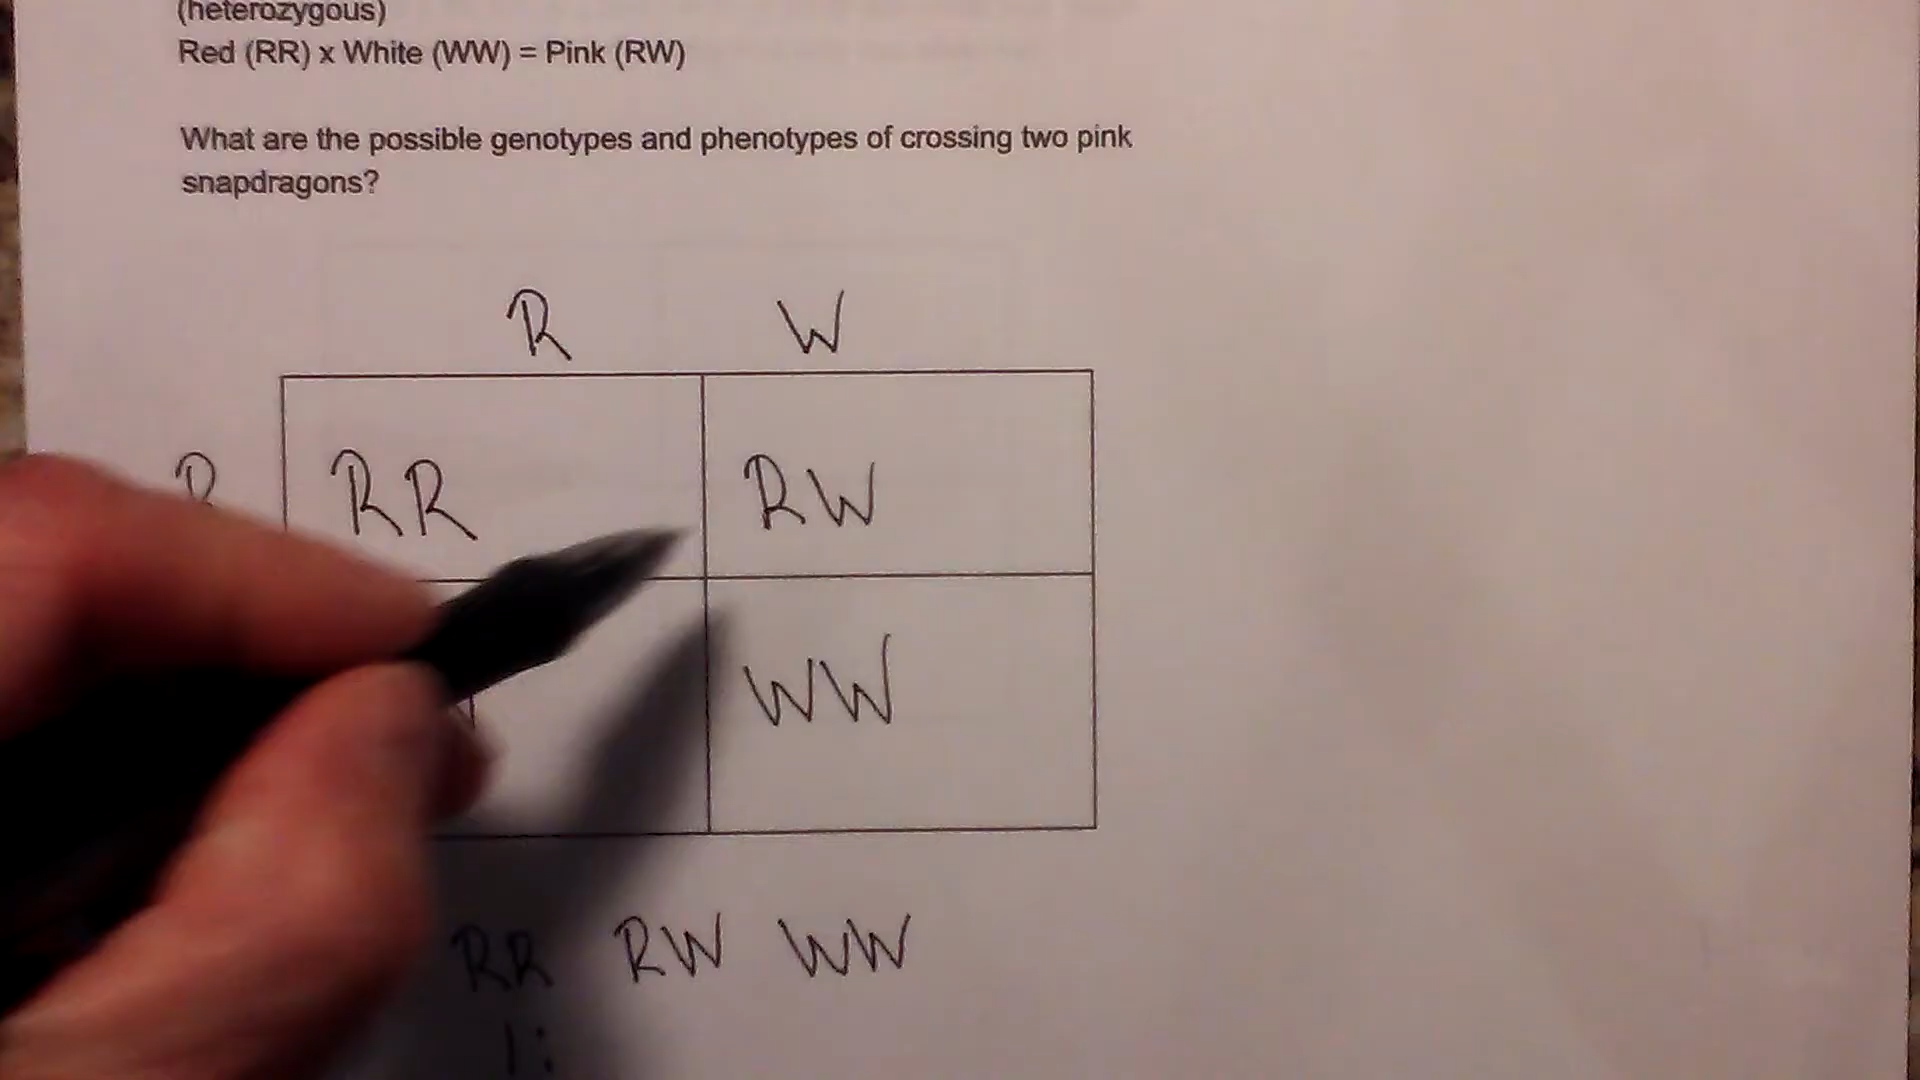 (heterozygous)
Red (RR) x White (WW) = Pink (RW)
What are the possible genotypes and phenotypes of crossing two pink
snapdragons?
R W
R RR RW
WW
RR RW WW
1: